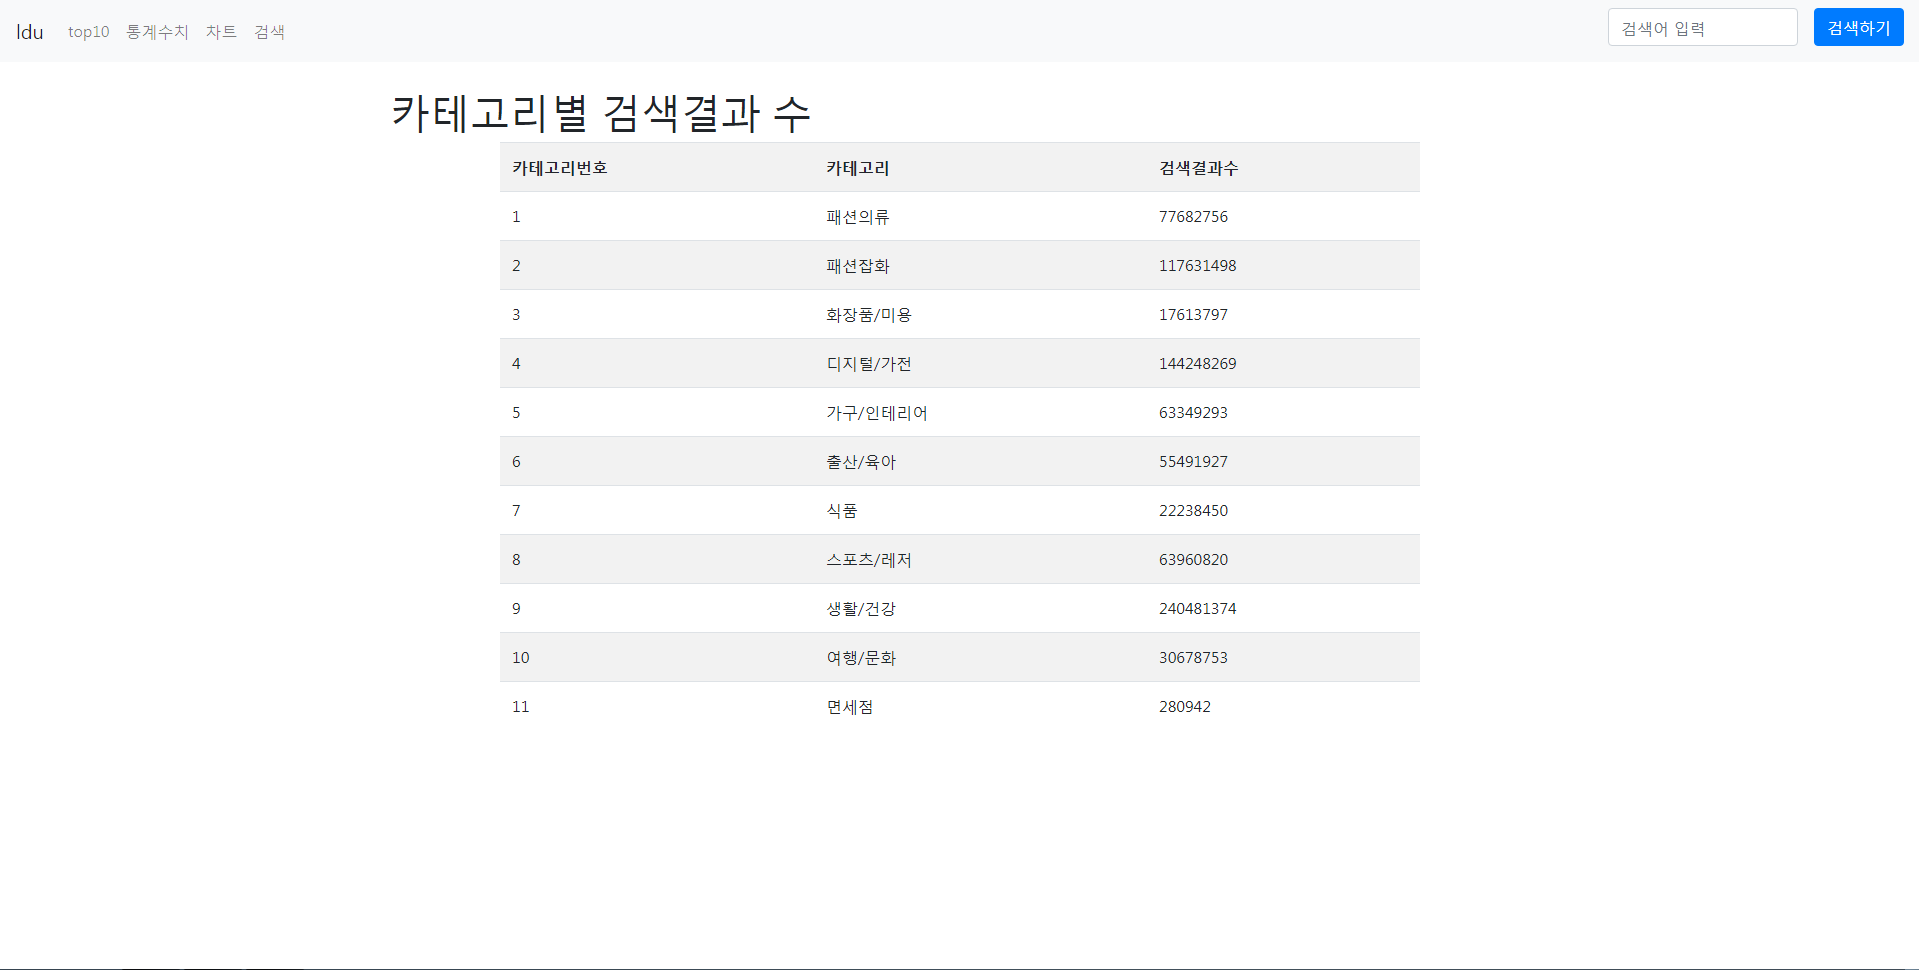 ldu top10 통계수치 차트 검색 검색어 입력 검색하기
카테고리별 검색결과 수
카테고리번호 카테고리 검색결과수
1 패션의류 77682756
2 패션잡화 117631498
3 화장품/미용 17613797
4 디지털/가전 144248269
5 가구/인테리어 63349293
6 출산/육아 55491927
7 식품 22238450
8 스포츠/레저 63960820
9 생활/건강 240481374
10 여행/문화 30678753
11 면세점 280942